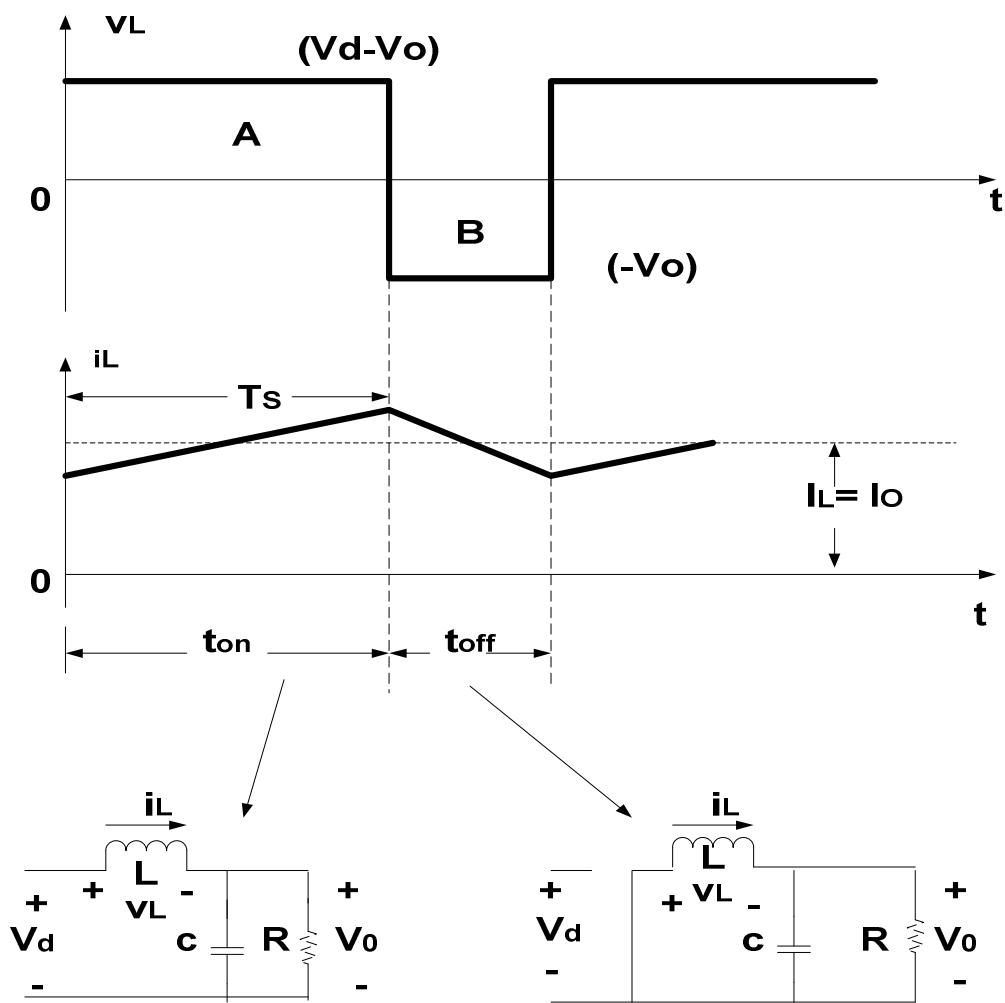 vL
(Vd-Vo)
A
0
t
B
(-Vo)
iL
Ts
IL= IO
0
t
ton
toff
iL
L
+ -
vL
+
Vd
-
c
R
+
V0
-
iL
L
+ -
vL
+
Vd
-
c
R
+
V0
-